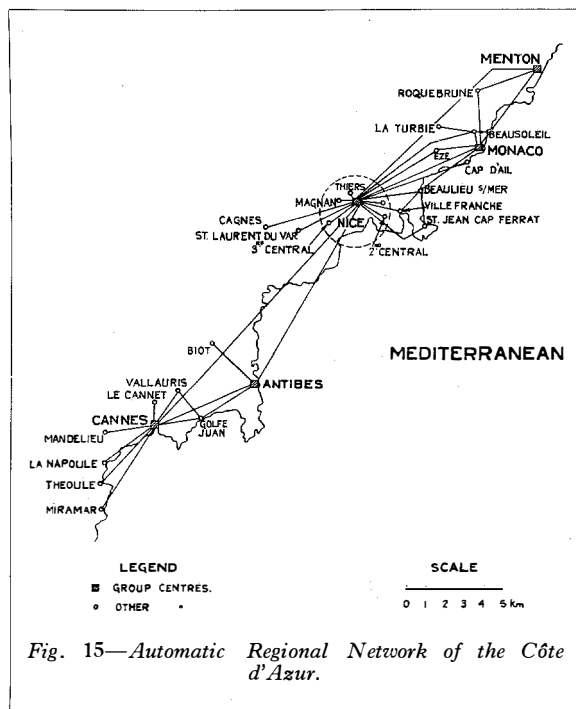 MENTON
ROQUEBRUNE
LA TURBIE
BEAUSOLEIL
MONACO
EZE
CAP D'AIL
THIERS
BEAULIEU S/MER
MAGNAN
VILLE FRANCHE
CAGNES
NICE
1
ST. JEAN CAP FERRAT
ST. LAURENT DU VAR
3RD CENTRAL
2ND CENTRAL
BIOT
MEDITERRANEAN
VALLAURIS
ANTIBES
LE CANNET
CANNES
GOLFE
JUAN
MANDELIEU
LA NAPOULE
THEOULE
MIRAMAR
LEGEND
GROUP CENTRES.
OTHER "
SCALE
0 1 2 3 4 5 km
Fig. 15—Automatic Regional Network of the Côte
d'Azur.